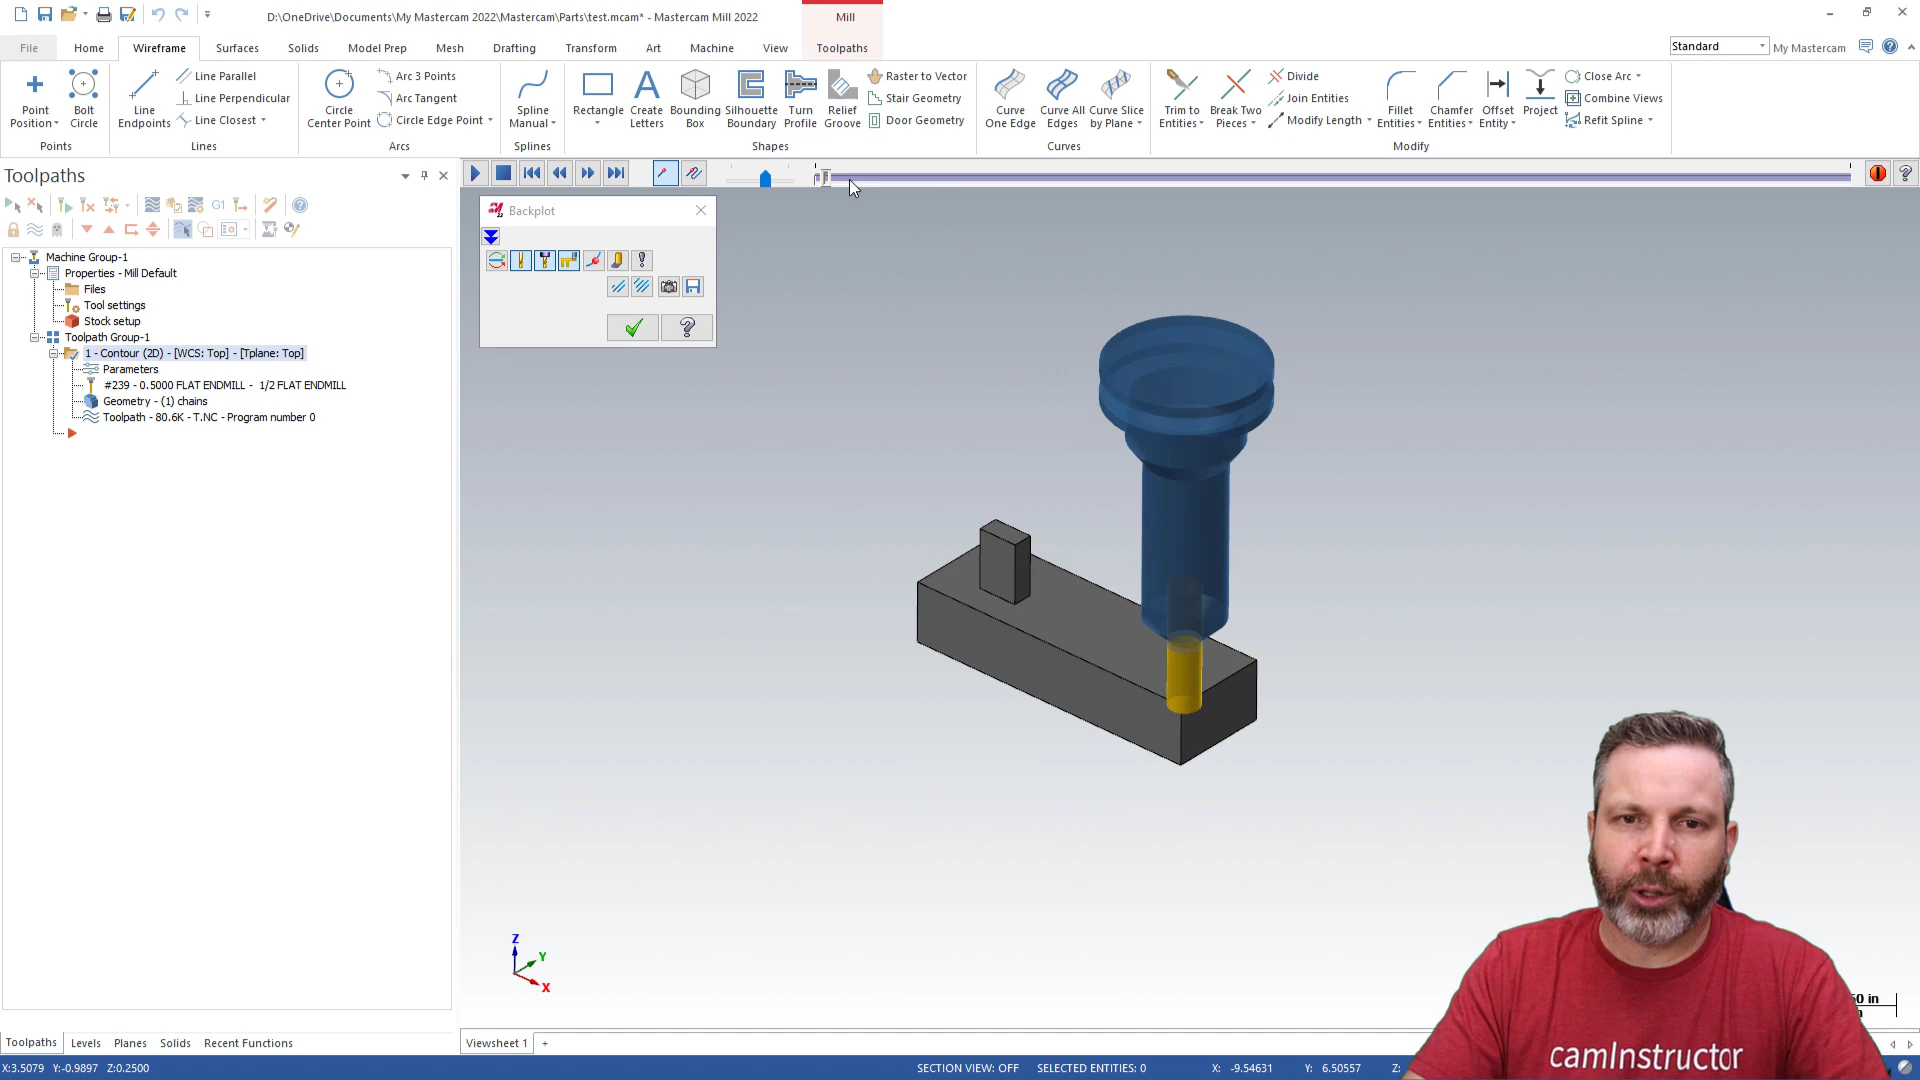 D:\OneDrive\Documents\My Mastercam 2022\Mastercam\Parts\test.mcam* - Mastercam Mill 2022
Mill
File Home Wireframe Surfaces Solids Model Prep Mesh Drafting Transform Art Machine View Toolpaths
Standard My Mastercam
Point Position
Bolt Circle
Points
Line Endpoints
Line Parallel
Line Perpendicular
Line Closest
Lines
Circle Center Point
Arc 3 Points
Arc Tangent
Circle Edge Point
Arcs
Spline Manual
Splines
Rectangle
Create Letters
Bounding Box
Silhouette Boundary
Turn Profile
Relief Groove
Raster to Vector
Stair Geometry
Door Geometry
Shapes
Curve One Edge
Curve All Edges
Curve Slice by Plane
Curves
Trim to Entities
Break Two Pieces
Divide
Join Entities
Modify Length
Fillet Entities
Chamfer Entities
Offset Entity
Project
Close Arc
Combine Views
Refit Spline
Modify
Toolpaths
G1
Machine Group-1
Properties - Mill Default
Files
Tool settings
Stock setup
Toolpath Group-1
1 - Contour (2D) - [WCS: Top] - [Tplane: Top]
Parameters
#239 - 0.5000 FLAT ENDMILL - 1/2 FLAT ENDMILL
Geometry - (1) chains
Toolpath - 80.6K - T.NC - Program number 0
Backplot
Z
Y
X
camInstructor
Toolpaths Levels Planes Solids Recent Functions
Viewsheet 1 +
X:3.5079 Y:-0.9897 Z:0.2500
SECTION VIEW: OFF SELECTED ENTITIES: 0 X: -9.54631 Y: 6.50557 Z: